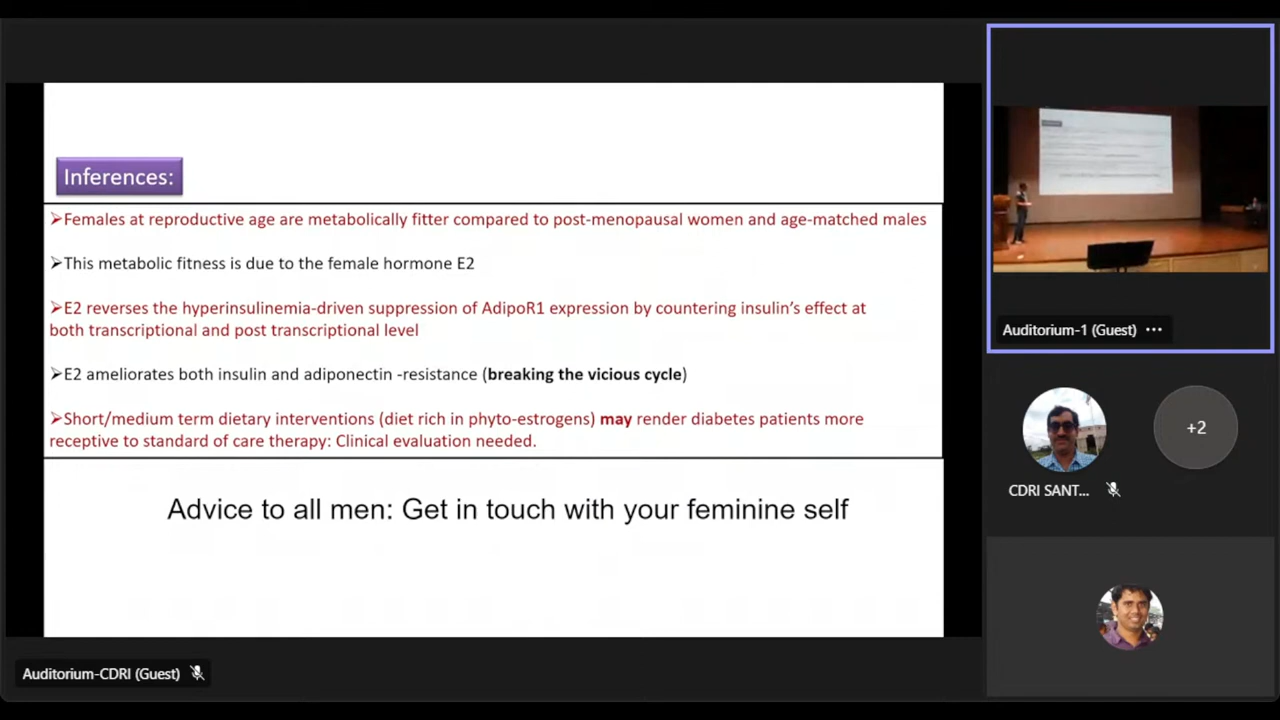 Inferences:
➢Females at reproductive age are metabolically fitter compared to post-menopausal women and age-matched males
➢This metabolic fitness is due to the female hormone E2
➢E2 reverses the hyperinsulinemia-driven suppression of AdipoR1 expression by countering insulin's effect at
both transcriptional and post transcriptional level
➢E2 ameliorates both insulin and adiponectin -resistance (breaking the vicious cycle)
➢Short/medium term dietary interventions (diet rich in phyto-estrogens) may render diabetes patients more
receptive to standard of care therapy: Clinical evaluation needed.
Advice to all men: Get in touch with your feminine self
Auditorium-CDRI (Guest)
Auditorium-1 (Guest) •••
CDRI SANT...
+2